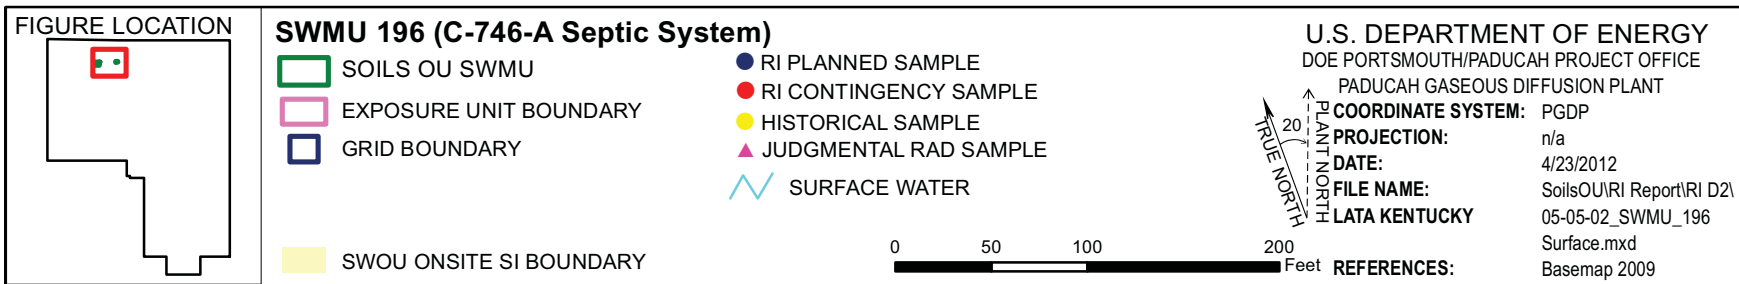 FIGURE LOCATION
SWMU 196 (C-746-A Septic System)
SOILS OU SWMU
EXPOSURE UNIT BOUNDARY
GRID BOUNDARY
SWOU ONSITE SI BOUNDARY
RI PLANNED SAMPLE
RI CONTINGENCY SAMPLE
HISTORICAL SAMPLE
JUDGMENTAL RAD SAMPLE
SURFACE WATER
0 50 100 200
Feet
U.S. DEPARTMENT OF ENERGY
DOE PORTSMOUTH/PADUCAH PROJECT OFFICE
PADUCAH GASEOUS DIFFUSION PLANT
TRUE NORTH
20
PLANT NORTH
COORDINATE SYSTEM: PGDP
PROJECTION: n/a
DATE: 4/23/2012
FILE NAME: SoilsOU\RI Report\RI D2\
LATA KENTUCKY 05-05-02_SWMU_196
Surface.mxd
REFERENCES: Basemap 2009